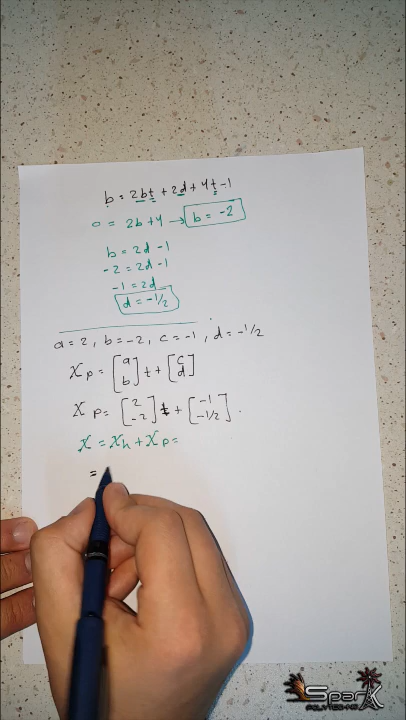 b = 2bt + 2d + 4t - 1
0 = 2b + 4 → b = -2
b = 2d - 1
-2 = 2d - 1
-1 = 2d
d = -1/2
a = 2, b = -2, c = -1, d = -1/2
Xp = [a b] t + [c d]
Xp = [2 -2] t + [-1 -1/2].
X = Xh + Xp =
=
Spark
POLYTECHNIC